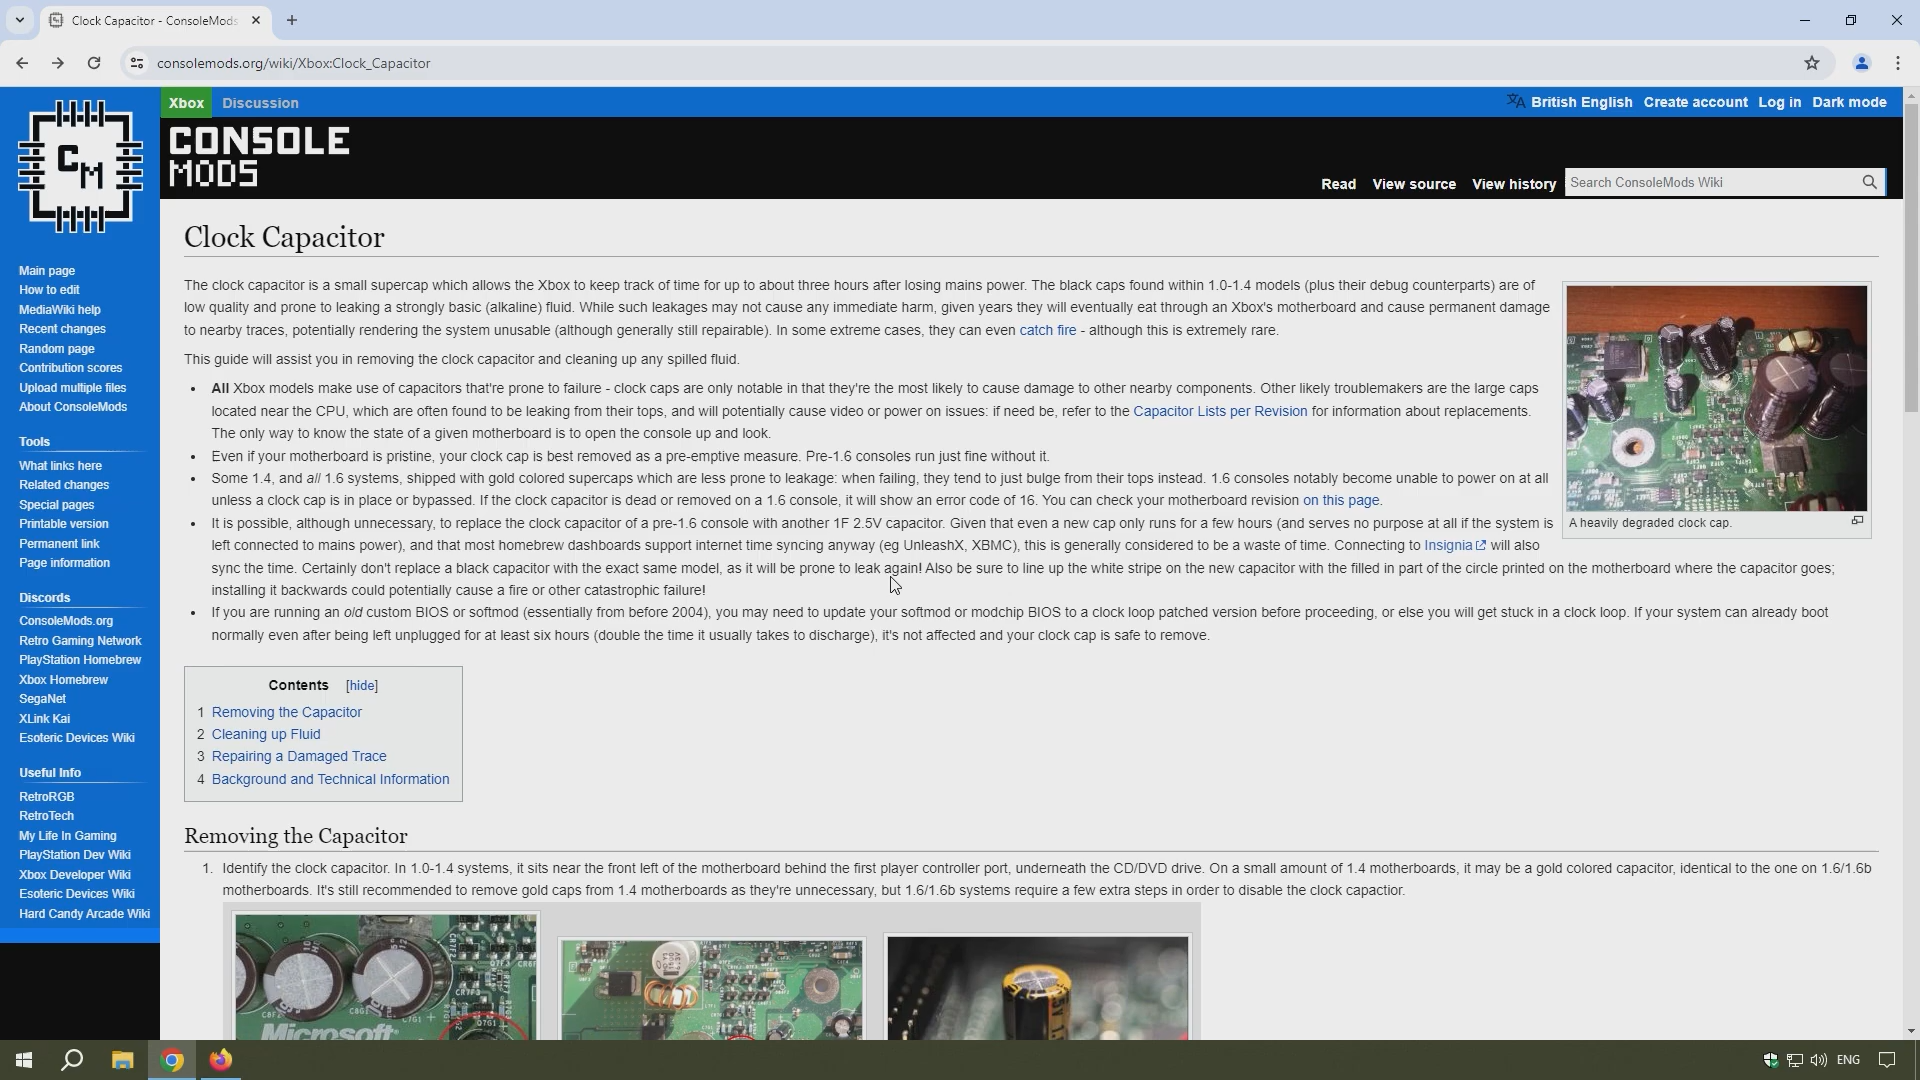 Clock Capacitor - ConsoleMods
consolemods.org/wiki/Xbox:Clock_Capacitor
Xbox Discussion
British English Create account Log in Dark mode
CONSOLE
MODS
CM
Read View source View history Search ConsoleMods Wiki
Main page
How to edit
MediaWiki help
Recent changes
Random page
Contribution scores
Upload multiple files
About ConsoleMods
Tools
What links here
Related changes
Special pages
Printable version
Permanent link
Page information
Discords
ConsoleMods.org
Retro Gaming Network
PlayStation Homebrew
Xbox Homebrew
SegaNet
XLink Kai
Esoteric Devices Wiki
Useful Info
RetroRGB
RetroTech
My Life In Gaming
PlayStation Dev Wiki
Xbox Developer Wiki
Esoteric Devices Wiki
Hard Candy Arcade Wiki
Clock Capacitor
The clock capacitor is a small supercap which allows the Xbox to keep track of time for up to about three hours after losing mains power. The black caps found within 1.0-1.4 models (plus their debug counterparts) are of
low quality and prone to leaking a strongly basic (alkaline) fluid. While such leakages may not cause any immediate harm, given years they will eventually eat through an Xbox's motherboard and cause permanent damage
to nearby traces, potentially rendering the system unusable (although generally still repairable). In some extreme cases, they can even catch fire - although this is extremely rare.
This guide will assist you in removing the clock capacitor and cleaning up any spilled fluid.
• All Xbox models make use of capacitors that're prone to failure - clock caps are only notable in that they're the most likely to cause damage to other nearby components. Other likely troublemakers are the large caps
located near the CPU, which are often found to be leaking from their tops, and will potentially cause video or power on issues: if need be, refer to the Capacitor Lists per Revision for information about replacements.
The only way to know the state of a given motherboard is to open the console up and look.
• Even if your motherboard is pristine, your clock cap is best removed as a pre-emptive measure. Pre-1.6 consoles run just fine without it.
• Some 1.4, and all 1.6 systems, shipped with gold colored supercaps which are less prone to leakage: when failing, they tend to just bulge from their tops instead. 1.6 consoles notably become unable to power on at all
unless a clock cap is in place or bypassed. If the clock capacitor is dead or removed on a 1.6 console, it will show an error code of 16. You can check your motherboard revision on this page.
• It is possible, although unnecessary, to replace the clock capacitor of a pre-1.6 console with another 1F 2.5V capacitor. Given that even a new cap only runs for a few hours (and serves no purpose at all if the system is
left connected to mains power), and that most homebrew dashboards support internet time syncing anyway (eg UnleashX, XBMC), this is generally considered to be a waste of time. Connecting to Insignia will also
sync the time. Certainly don't replace a black capacitor with the exact same model, as it will be prone to leak again! Also be sure to line up the white stripe on the new capacitor with the filled in part of the circle printed on the motherboard where the capacitor goes;
installing it backwards could potentially cause a fire or other catastrophic failure!
• If you are running an old custom BIOS or softmod (essentially from before 2004), you may need to update your softmod or modchip BIOS to a clock loop patched version before proceeding, or else you will get stuck in a clock loop. If your system can already boot
normally even after being left unplugged for at least six hours (double the time it usually takes to discharge), it's not affected and your clock cap is safe to remove.
A heavily degraded clock cap.
Contents [hide]
1 Removing the Capacitor
2 Cleaning up Fluid
3 Repairing a Damaged Trace
4 Background and Technical Information
Removing the Capacitor
1. Identify the clock capacitor. In 1.0-1.4 systems, it sits near the front left of the motherboard behind the first player controller port, underneath the CD/DVD drive. On a small amount of 1.4 motherboards, it may be a gold colored capacitor, identical to the one on 1.6/1.6b
motherboards. It's still recommended to remove gold caps from 1.4 motherboards as they're unnecessary, but 1.6/1.6b systems require a few extra steps in order to disable the clock capactior.
Microsoft
ENG